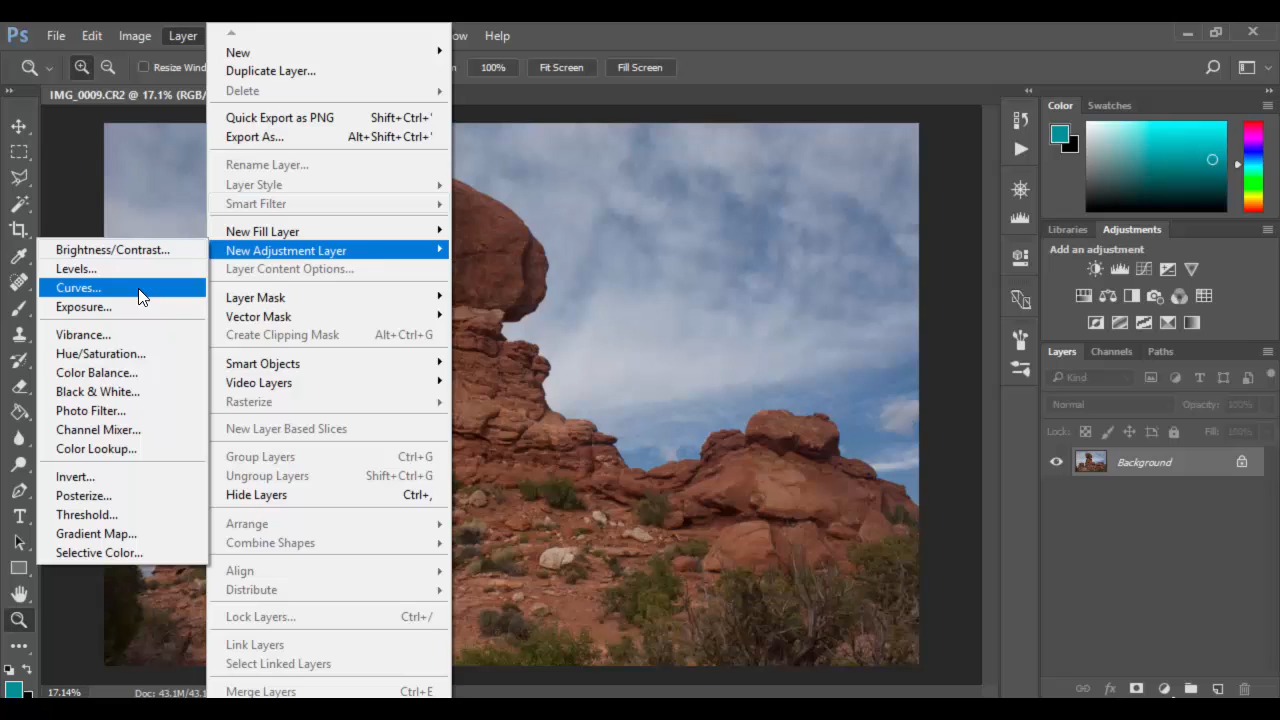 Ps File Edit Image Layer ow Help
Resize Wind 100% Fit Screen Fill Screen
IMG_0009.CR2 @ 17.1% (RGB/
New
Duplicate Layer...
Delete
Quick Export as PNG Shift+Ctrl+'
Export As... Alt+Shift+Ctrl+'
Rename Layer...
Layer Style
Smart Filter
New Fill Layer
New Adjustment Layer
Layer Content Options...
Layer Mask
Vector Mask
Create Clipping Mask Alt+Ctrl+G
Smart Objects
Video Layers
Rasterize
New Layer Based Slices
Group Layers Ctrl+G
Ungroup Layers Shift+Ctrl+G
Hide Layers Ctrl+,
Arrange
Combine Shapes
Align
Distribute
Lock Layers... Ctrl+/
Link Layers
Select Linked Layers
Merge Layers Ctrl+E
Brightness/Contrast...
Levels...
Curves...
Exposure...
Vibrance...
Hue/Saturation...
Color Balance...
Black & White...
Photo Filter...
Channel Mixer...
Color Lookup...
Invert...
Posterize...
Threshold...
Gradient Map...
Selective Color...
Color Swatches
Libraries Adjustments
Add an adjustment
Layers Channels Paths
Kind
Normal Opacity: 100%
Lock: Fill: 100%
Background
17.14% Doc: 43.1M/43.1